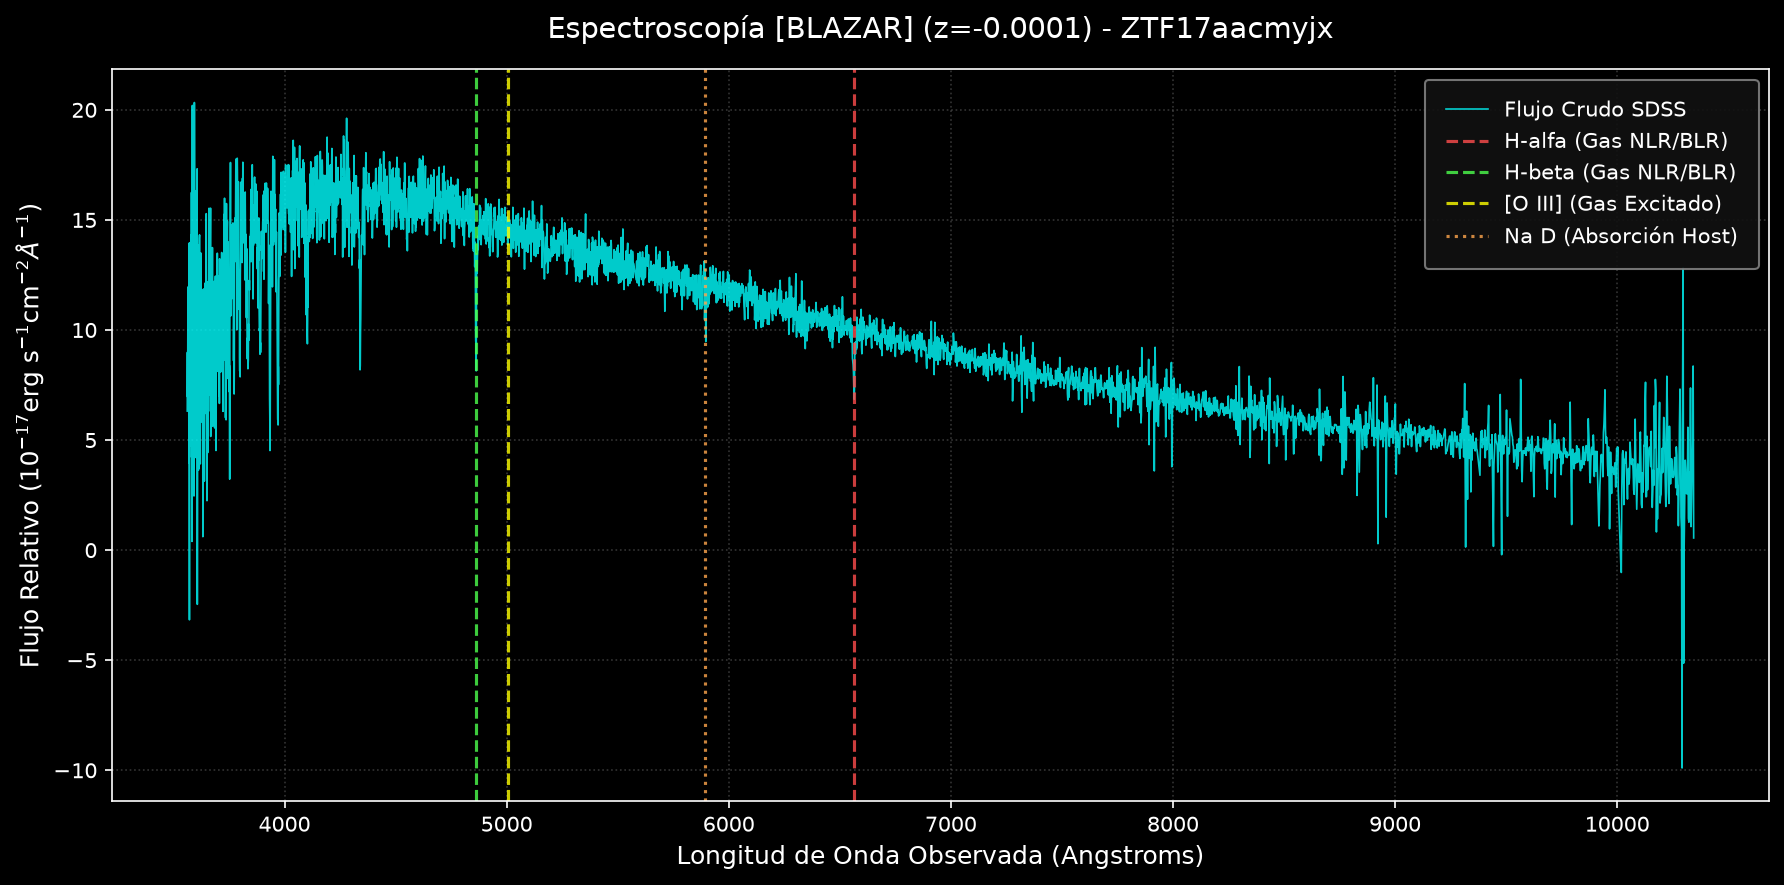 Espectroscopía [BLAZAR] (z=-0.0001) - ZTF17aacmyjx
Flujo Relativo (10⁻¹⁷erg s⁻¹cm⁻²Å⁻¹)
20
15
10
5
0
−5
−10
Flujo Crudo SDSS
H-alfa (Gas NLR/BLR)
H-beta (Gas NLR/BLR)
[O III] (Gas Excitado)
Na D (Absorción Host)
4000 5000 6000 7000 8000 9000 10000
Longitud de Onda Observada (Angstroms)